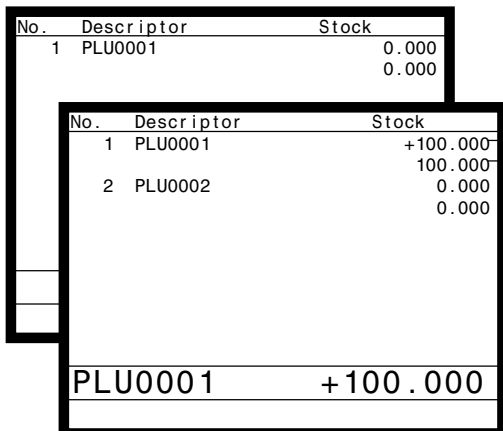 No. Descriptor Stock
1 PLU0001 0.000
0.000
No. Descriptor Stock
1 PLU0001 +100.000
100.000
2 PLU0002 0.000
0.000
PLU0001 +100.000